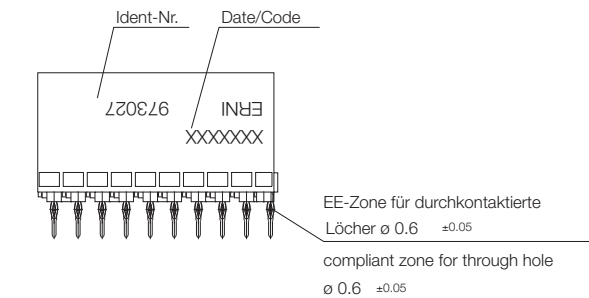 Ident-Nr. Date/Code
973027 ERNI
XXXXXXX
EE-Zone für durchkontaktierte
Löcher ø 0.6 ±0.05
compliant zone for through hole
ø 0.6 ±0.05